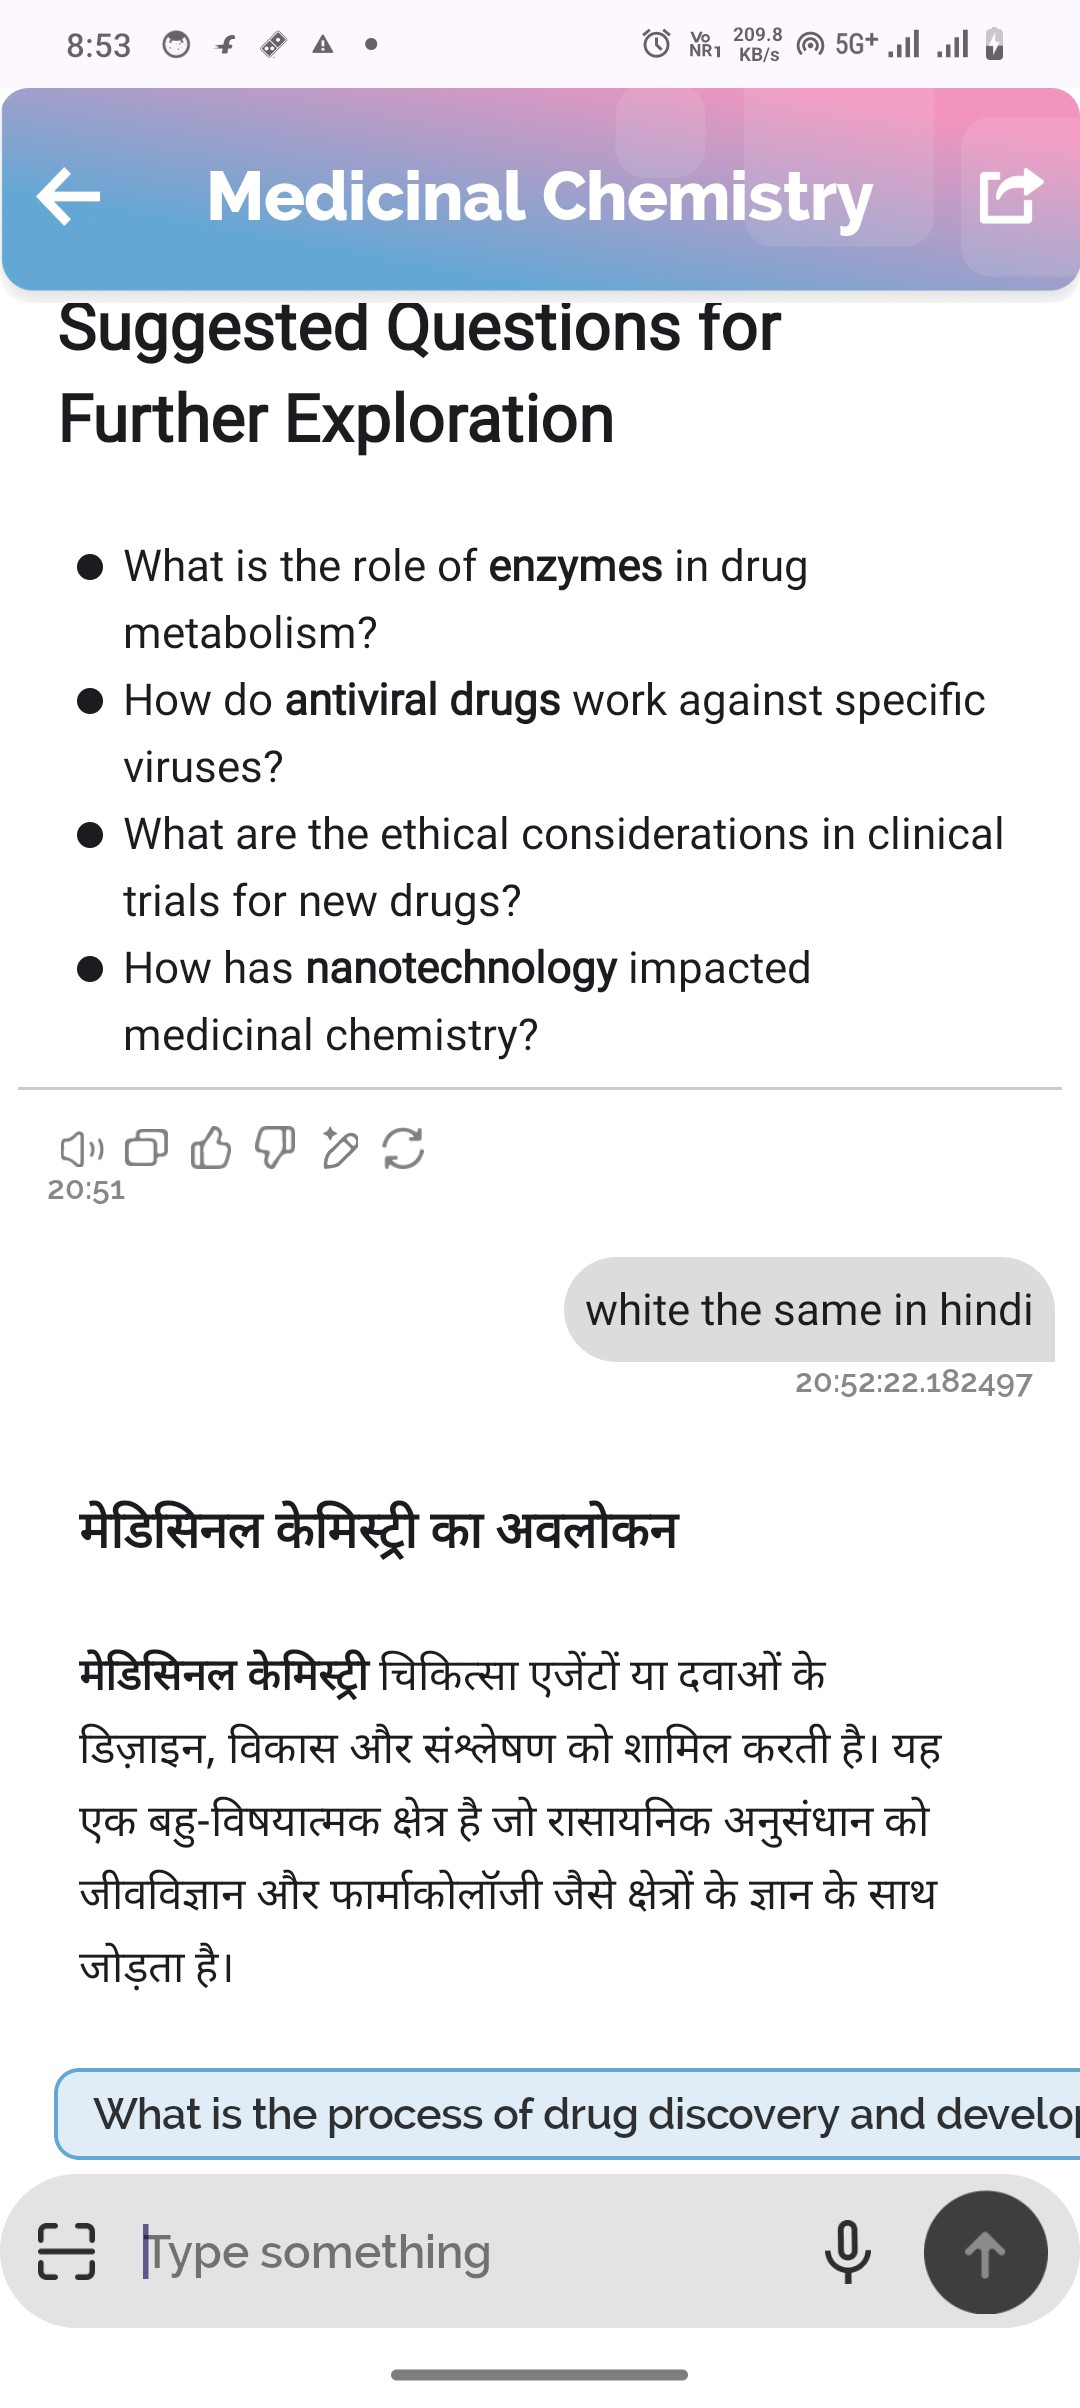 8:53
Vo
NR1
209.8
KB/s
5G+
Medicinal Chemistry
Suggested Questions for
Further Exploration
What is the role of enzymes in drug
metabolism?
How do antiviral drugs work against specific
viruses?
What are the ethical considerations in clinical
trials for new drugs?
How has nanotechnology impacted
medicinal chemistry?
20:51
white the same in hindi
20:52:22.182497
मेडिसिनल केमिस्ट्री का अवलोकन
मेडिसिनल केमिस्ट्री चिकित्सा एजेंटों या दवाओं के
डिज़ाइन, विकास और संश्लेषण को शामिल करती है। यह
एक बहु-विषयात्मक क्षेत्र है जो रासायनिक अनुसंधान को
जीवविज्ञान और फार्माकोलॉजी जैसे क्षेत्रों के ज्ञान के साथ
जोड़ता है।
What is the process of drug discovery and develop
Type something